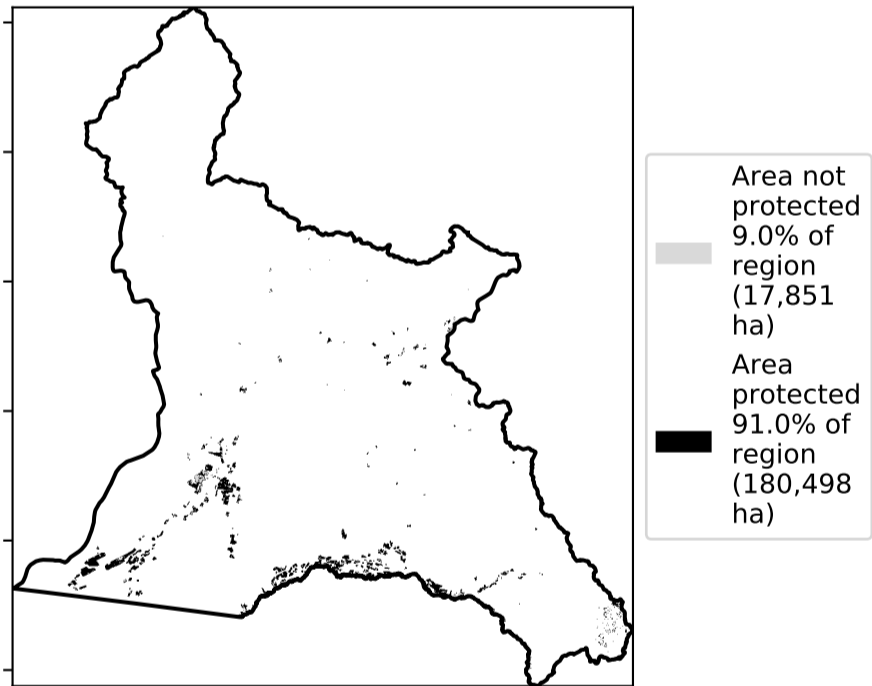 Area not
protected
9.0% of
region
(17,851
ha)
Area
protected
91.0% of
region
(180,498
ha)